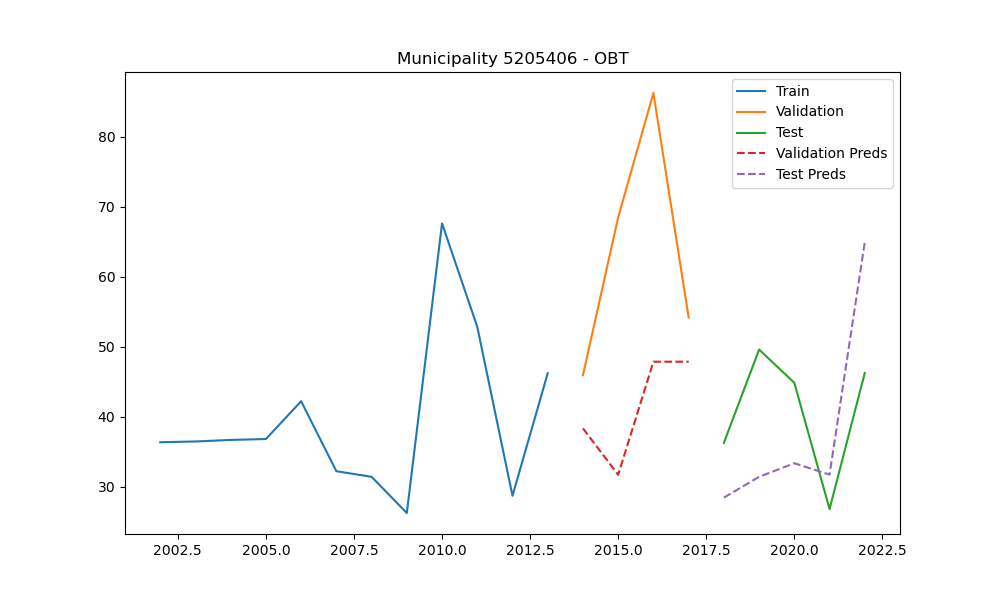 Municipality 5205406 - OBT
Train
Validation
Test
Validation Preds
Test Preds
80
70
60
50
40
30
2002.5 2005.0 2007.5 2010.0 2012.5 2015.0 2017.5 2020.0 2022.5